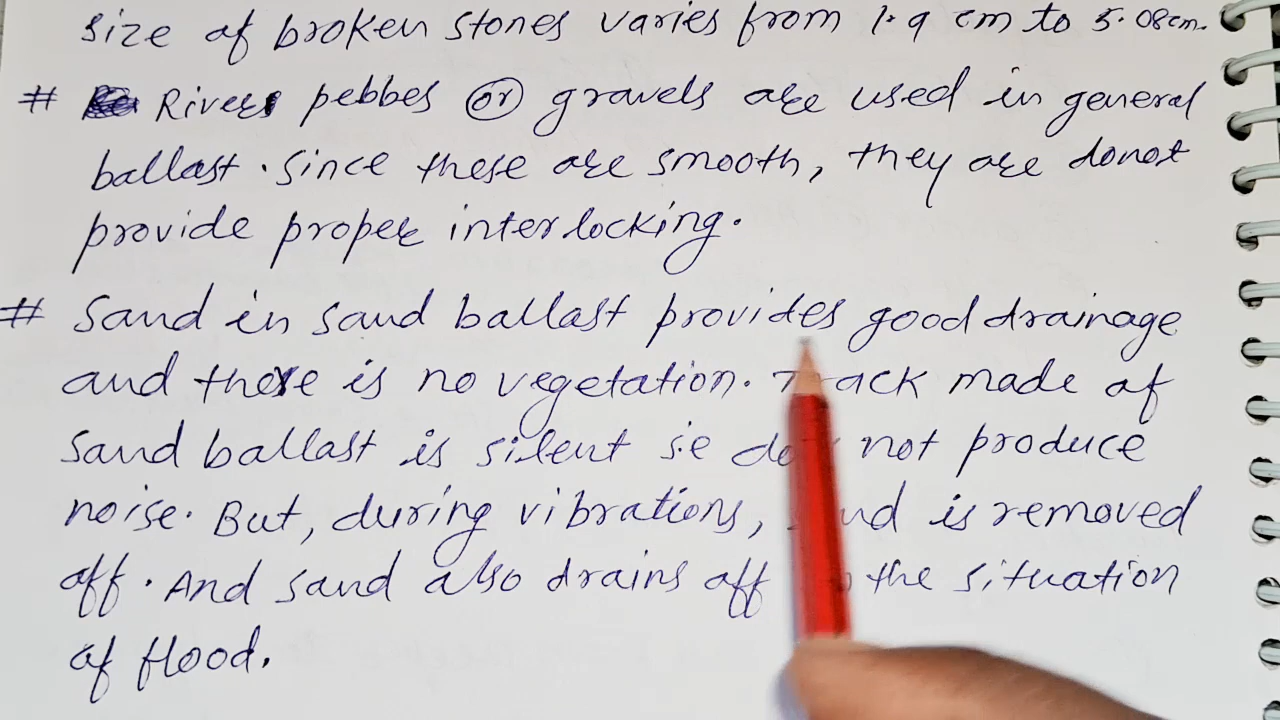 size of broken stones varies from 1.9 cm to 5.08cm.
# Rivers pebbes or gravels are used in general
ballast. Since these are smooth, they are donot
provide proper interlocking.
# Sand in sand ballast provides good drainage
and there is no vegetation. Track made of
sand ballast is silent i.e does not produce
noise. But, during vibrations, sand is removed
off. And sand also drains off the situation
of flood.